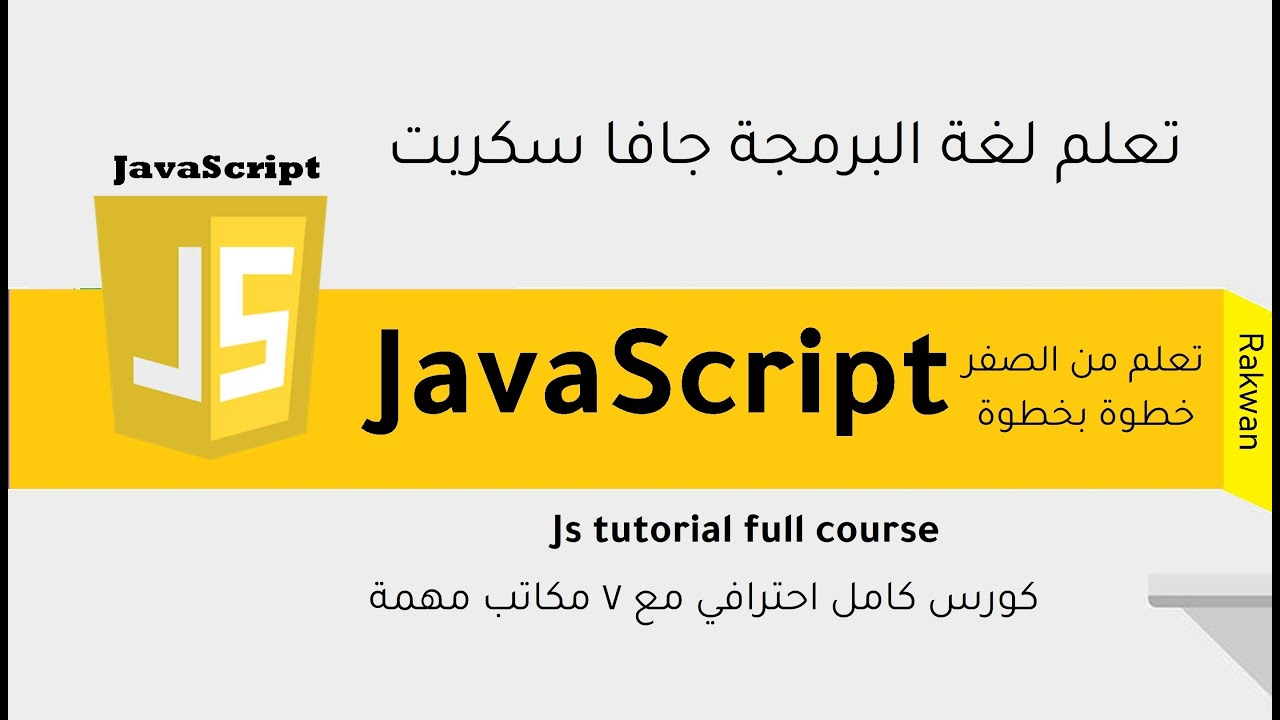 تعلم لغة البرمجة جافا سكربت
JavaScript
JS
JavaScript
تعلم من الصفر
خطوة بخطوة
Rakwan
Js tutorial full course
كورس كامل احترافي مع ٧ مكاتب مهمة